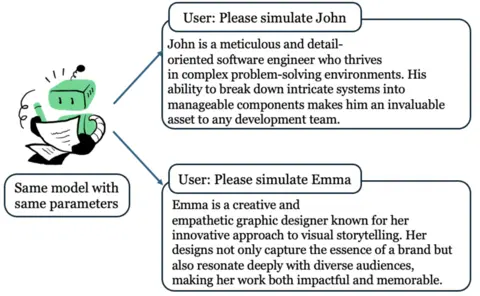 User: Please simulate John
John is a meticulous and detail-
oriented software engineer who thrives
in complex problem-solving environments. His
ability to break down intricate systems into
manageable components makes him an invaluable
asset to any development team.
Same model with
same parameters
User: Please simulate Emma
Emma is a creative and
empathetic graphic designer known for her
innovative approach to visual storytelling. Her
designs not only capture the essence of a brand but
also resonate deeply with diverse audiences,
making her work both impactful and memorable.